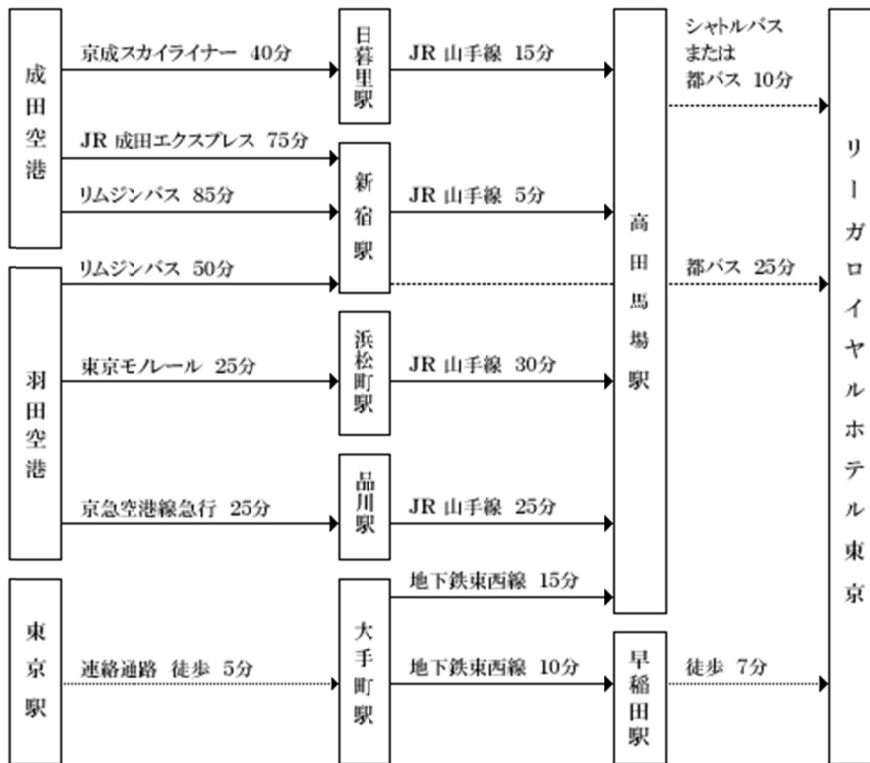 成田空港
京成スカイライナー 40分
日暮里駅
JR 山手線 15分
シャトルバス
または
都バス 10分
JR 成田エクスプレス 75分
リムジンバス 85分
新宿駅
JR 山手線 5分
高田馬場駅
リーガロイヤルホテル東京
羽田空港
リムジンバス 50分
都バス 25分
東京モノレール 25分
浜松町駅
JR 山手線 30分
京急空港線急行 25分
品川駅
JR 山手線 25分
東京駅
連絡通路 徒歩 5分
大手町駅
地下鉄東西線 15分
地下鉄東西線 10分
早稲田駅
徒歩 7分